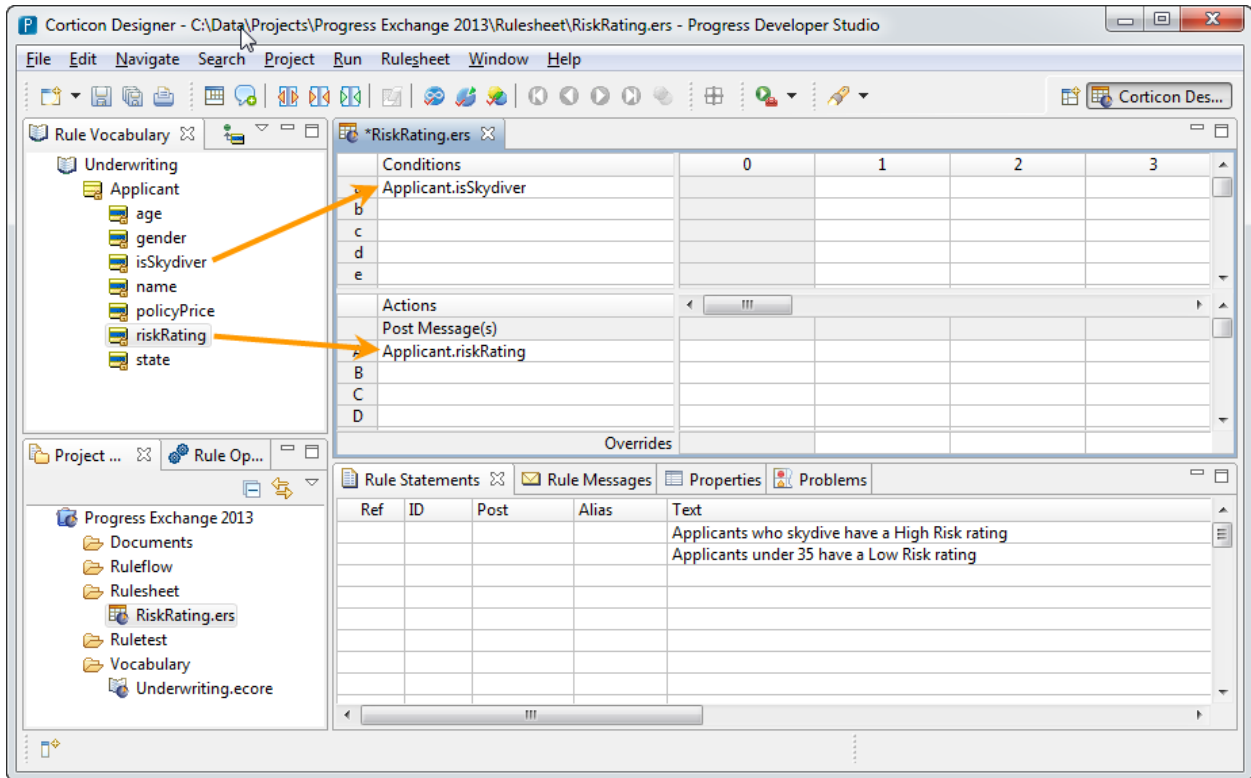 Corticon Designer - C:\Data\Projects\Progress Exchange 2013\Rulesheet\RiskRating.ers - Progress Developer Studio
File Edit Navigate Search Project Run Rulesheet Window Help
Corticon Des...
Rule Vocabulary
Underwriting
Applicant
age
gender
isSkydiver
name
policyPrice
riskRating
state
*RiskRating.ers
Conditions 0 1 2 3
a Applicant.isSkydiver
b
c
d
e
Actions
Post Message(s)
A Applicant.riskRating
B
C
D
Overrides
Project ... Rule Op...
Progress Exchange 2013
Documents
Ruleflow
Rulesheet
RiskRating.ers
Ruletest
Vocabulary
Underwriting.ecore
Rule Statements Rule Messages Properties Problems
Ref ID Post Alias Text
Applicants who skydive have a High Risk rating
Applicants under 35 have a Low Risk rating